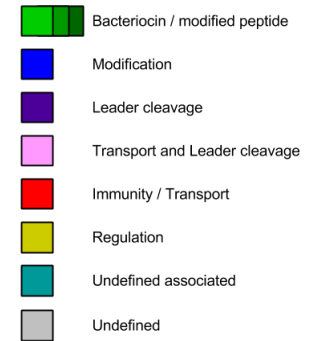 Bacteriocin / modified peptide
Modification
Leader cleavage
Transport and Leader cleavage
Immunity / Transport
Regulation
Undefined associated
Undefined